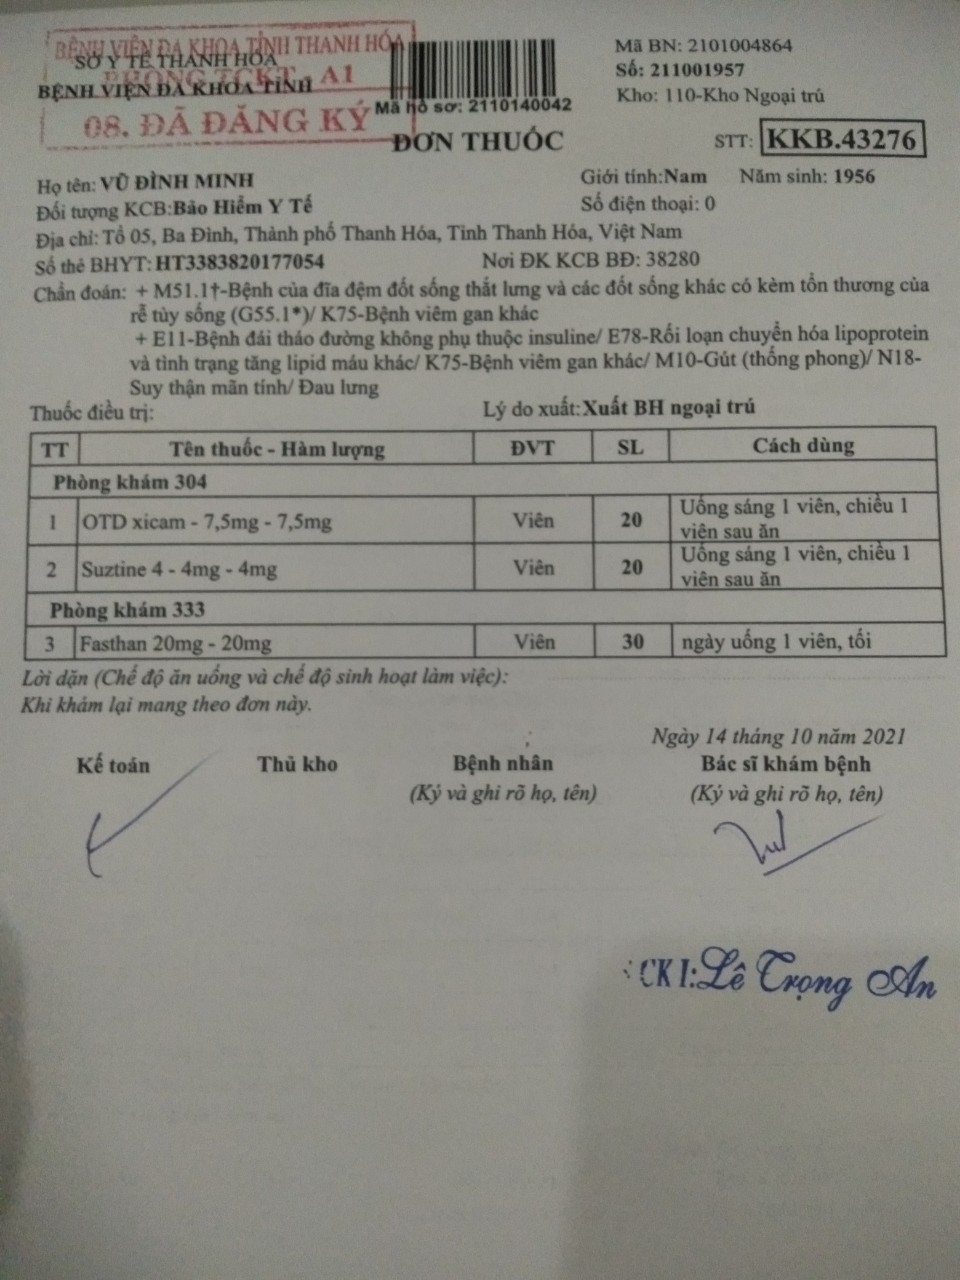 BỆNH VIỆN ĐA KHOA TỈNH THANH HÓA
SỞ Y TẾ THANH HÓA
PHÒNG TCKT - A1
BỆNH VIỆN ĐA KHOA TỈNH
08. ĐÃ ĐĂNG KÝ
Mã hồ sơ: 2110140042
Mã BN: 2101004864
Số: 211001957
Kho: 110-Kho Ngoại trú
ĐƠN THUỐC
STT: KKB.43276
Họ tên: VŨ ĐÌNH MINH Giới tính:Nam Năm sinh: 1956
Đối tượng KCB:Bảo Hiểm Y Tế Số điện thoại: 0
Địa chỉ: Tổ 05, Ba Đình, Thành phố Thanh Hóa, Tỉnh Thanh Hóa, Việt Nam
Số thẻ BHYT: HT3383820177054 Nơi ĐK KCB BĐ: 38280
Chẩn đoán: + M51.1†-Bệnh của đĩa đệm đốt sống thắt lưng và các đốt sống khác có kèm tổn thương của
rễ tủy sống (G55.1*)/ K75-Bệnh viêm gan khác
+ E11-Bệnh đái tháo đường không phụ thuộc insuline/ E78-Rối loạn chuyển hóa lipoprotein
và tình trạng tăng lipid máu khác/ K75-Bệnh viêm gan khác/ M10-Gút (thống phong)/ N18-
Suy thận mãn tính/ Đau lưng
Thuốc điều trị: Lý do xuất:Xuất BH ngoại trú
TT Tên thuốc - Hàm lượng ĐVT SL Cách dùng
Phòng khám 304
1 OTD xicam - 7,5mg - 7,5mg Viên 20 Uống sáng 1 viên, chiều 1
viên sau ăn
2 Suztine 4 - 4mg - 4mg Viên 20 Uống sáng 1 viên, chiều 1
viên sau ăn
Phòng khám 333
3 Fasthan 20mg - 20mg Viên 30 ngày uống 1 viên, tối
Lời dặn (Chế độ ăn uống và chế độ sinh hoạt làm việc):
Khi khám lại mang theo đơn này.
Ngày 14 tháng 10 năm 2021
Kế toán Thủ kho Bệnh nhân Bác sĩ khám bệnh
(Ký và ghi rõ họ, tên) (Ký và ghi rõ họ, tên)
CK I: Lê Trọng An